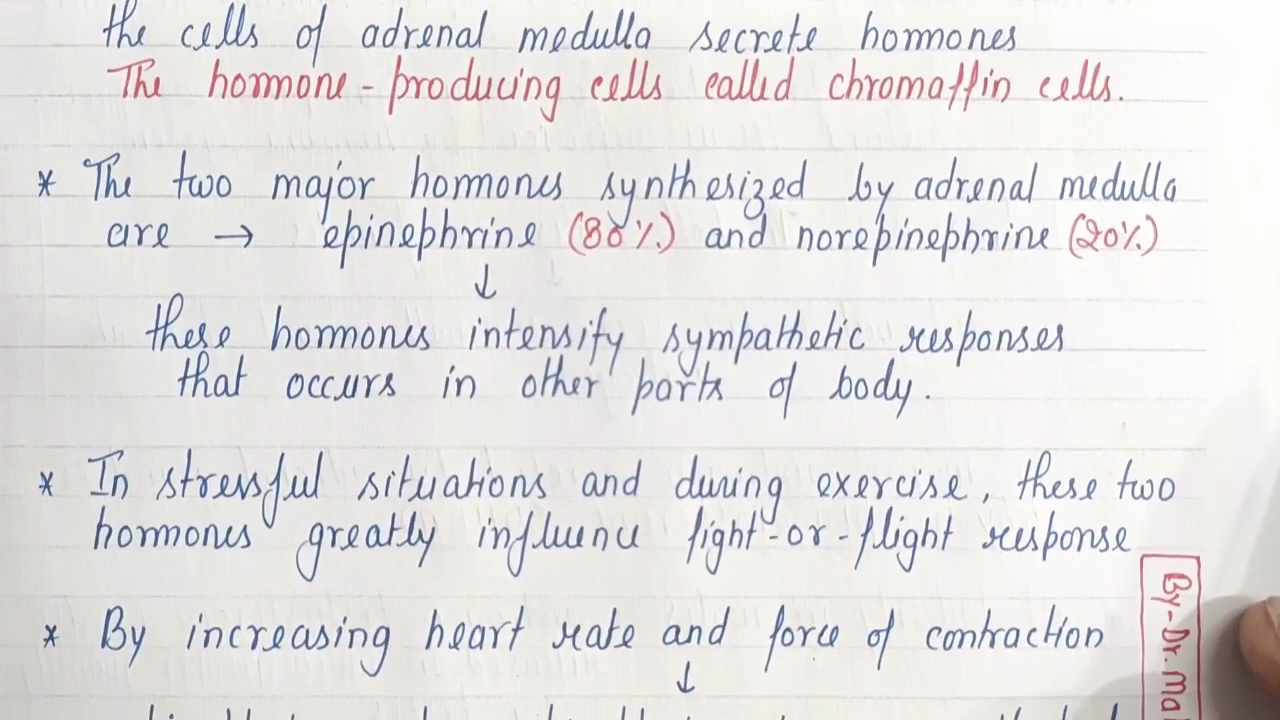 the cells of adrenal medulla secrete hormones
The hormone-producing cells called chromaffin cells.
* The two major hormones synthesized by adrenal medulla
are → epinephrine (80%) and norepinephrine (20%)
↓
these hormones intensify sympathetic responses
that occurs in other parts of body.
* In stressful situations and during exercise, these two
hormones greatly influence fight-or-flight response
* By increasing heart rate and force of contraction
↓
By-Dr. Ma